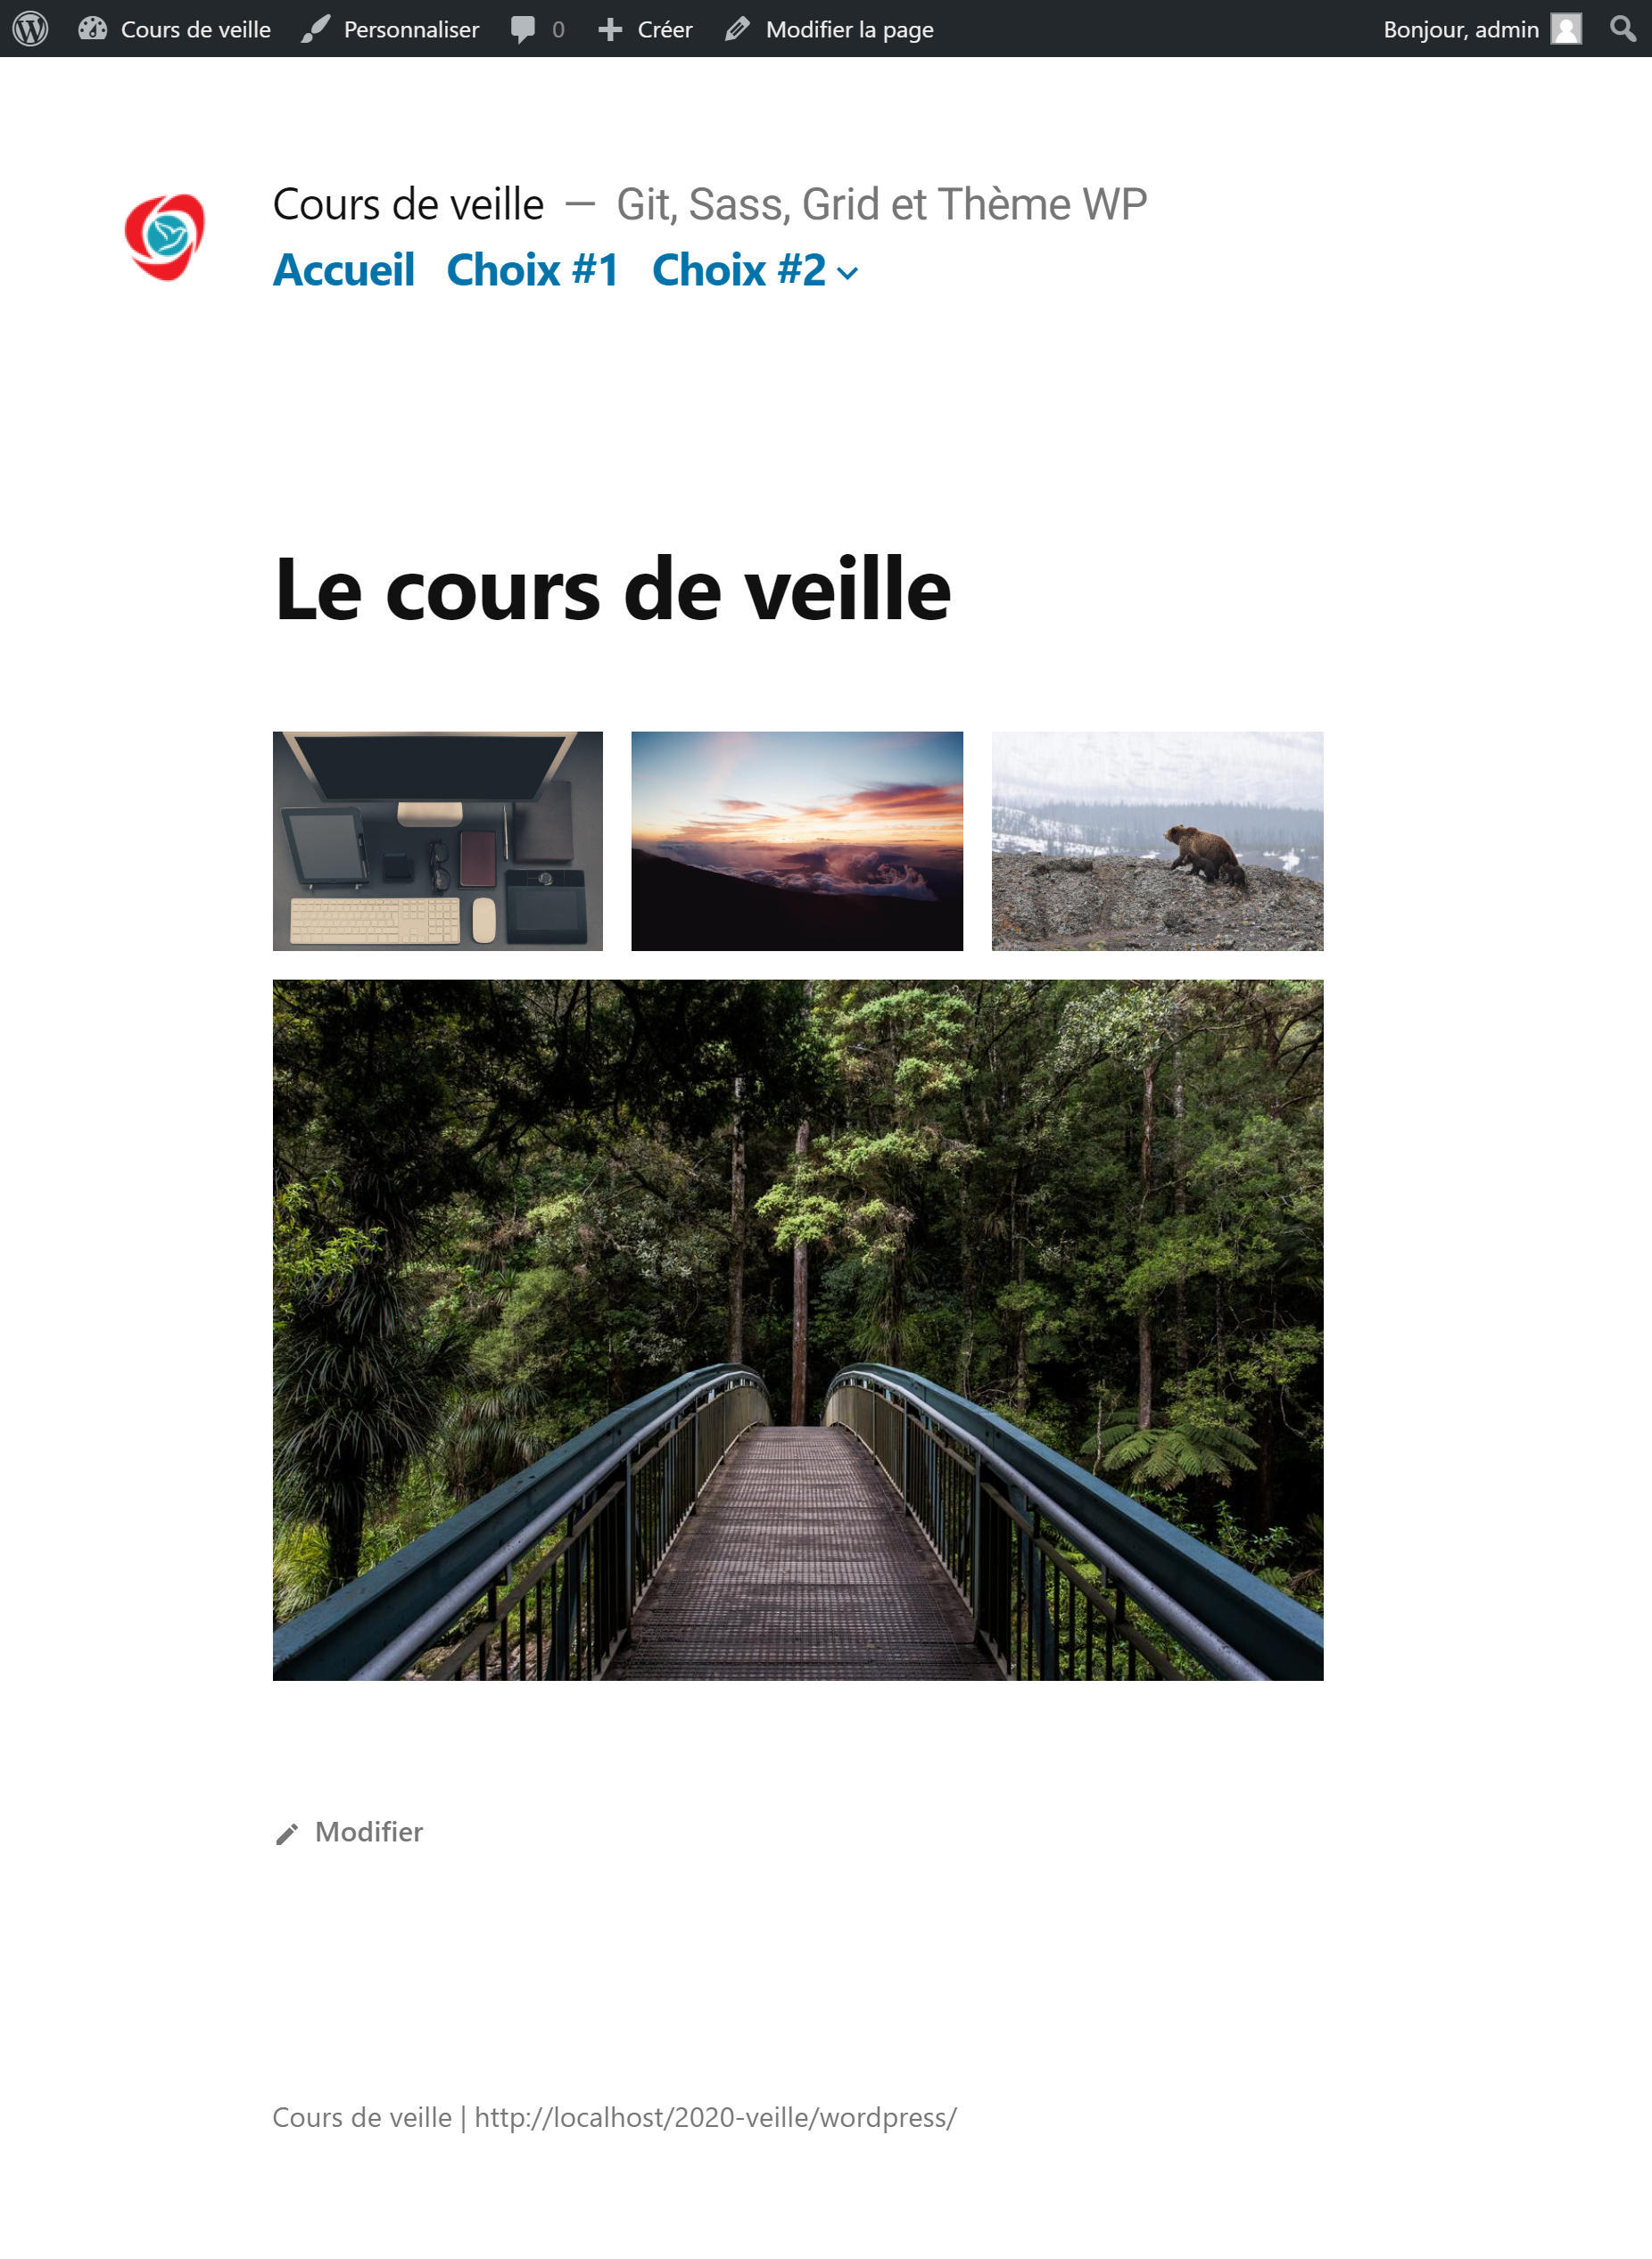 Cours de veille Personnaliser 0 Créer Modifier la page Bonjour, admin
Cours de veille — Git, Sass, Grid et Thème WP
Accueil Choix #1 Choix #2
Le cours de veille
Modifier
Cours de veille | http://localhost/2020-veille/wordpress/